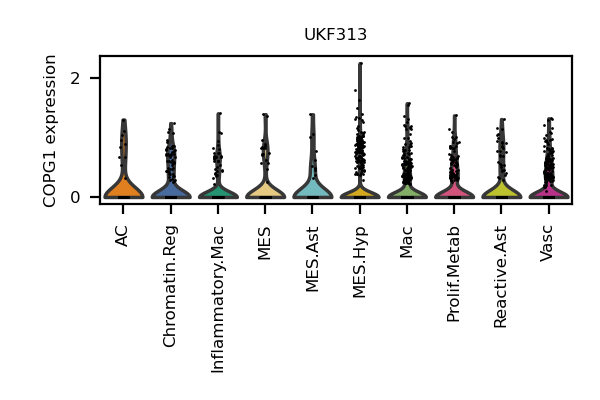 UKF313
COPG1 expression
2
0
AC
Chromatin.Reg
Inflammatory.Mac
MES
MES.Ast
MES.Hyp
Mac
Prolif.Metab
Reactive.Ast
Vasc